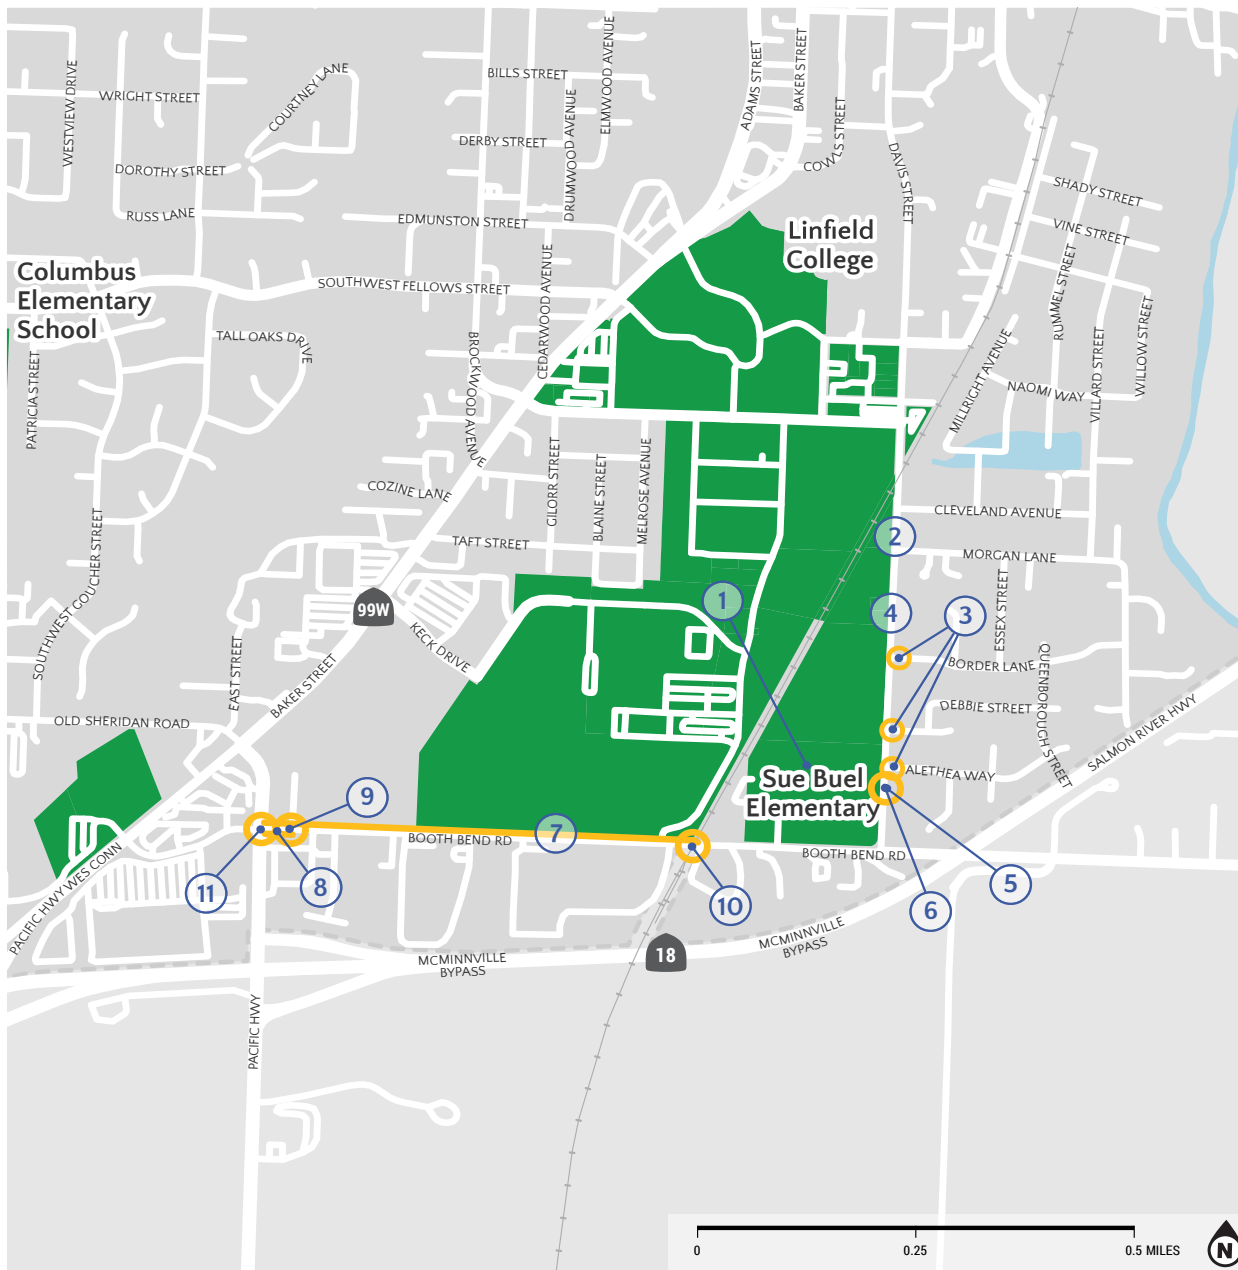 ELMWOOD AVENUE
ADAMS STREET
BAKER STREET
WESTVIEW DRIVE
WRIGHT STREET
COURTNEY LANE
BILLS STREET
DRUMWOOD AVENUE
DERBY STREET
COWLS STREET
DAVIS STREET
DOROTHY STREET
RUSS LANE
EDMUNSTON STREET
SHADY STREET
VINE STREET
Linfield
College
Columbus
Elementary
School
SOUTHWEST FELLOWS STREET
CEDARWOOD AVENUE
RUMMEL STREET
WILLOW STREET
TALL OAKS DRIVE
BROCKWOOD AVENUE
PATRICIA STREET
MILLRIGHT AVENUE
VILLARD STREET
NAOMI WAY
COZINE LANE
GILORR STREET
BLAINE STREET
MELROSE AVENUE
CLEVELAND AVENUE
TAFT STREET
2
MORGAN LANE
SOUTHWEST GOUCHER STREET
99W
1
4
3
ESSEX STREET
KECK DRIVE
EAST STREET
BAKER STREET
BORDER LANE
QUEENBOROUGH STREET
DEBBIE STREET
SALMON RIVER HWY
OLD SHERIDAN ROAD
Sue Buel
Elementary
ALETHEA WAY
9
7
BOOTH BEND RD
BOOTH BEND RD
PACIFIC HWY WES CONN
11
8
10
6
5
MCMINNVILLE
BYPASS
18
MCMINNVILLE
BYPASS
PACIFIC HWY
0
0.25
0.5 MILES
N